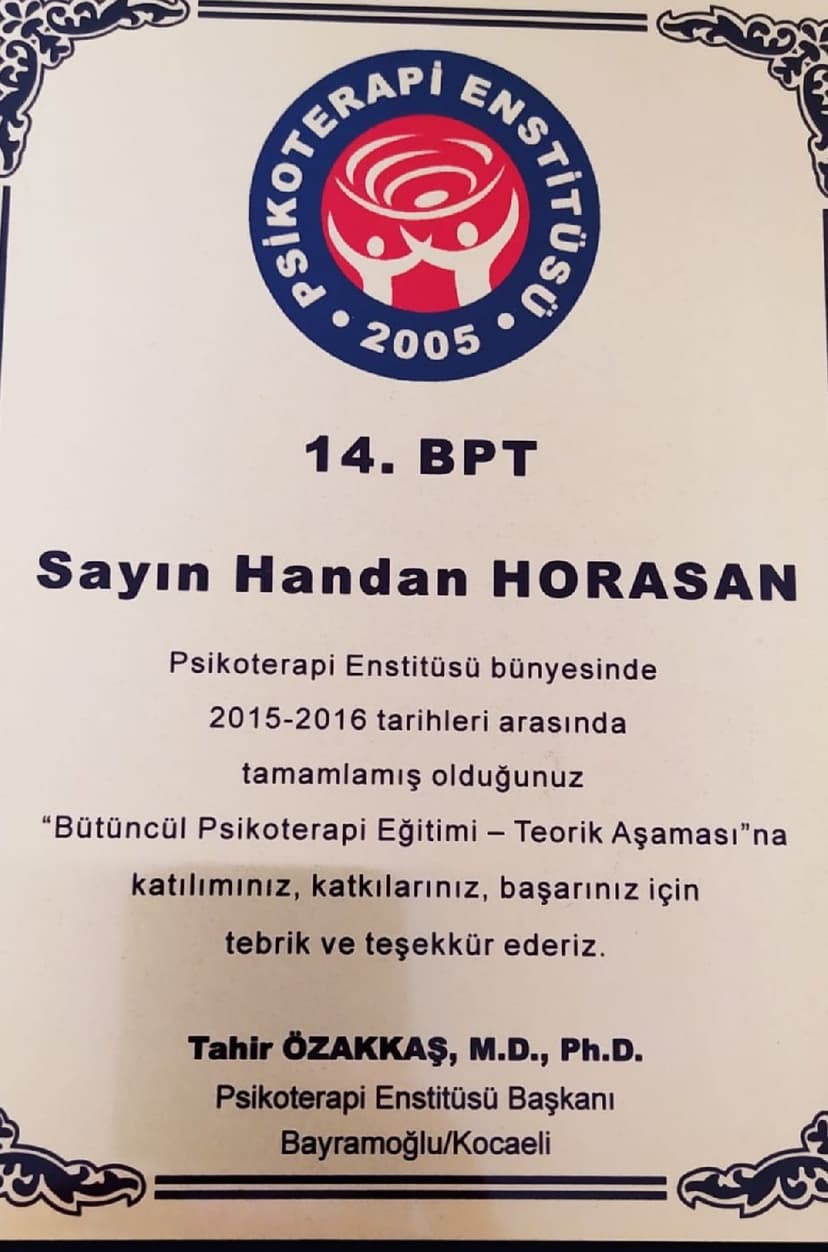 PSİKOTERAPİ ENSTİTÜSÜ
• 2005 •
14. BPT
Sayın Handan HORASAN
Psikoterapi Enstitüsü bünyesinde
2015-2016 tarihleri arasında
tamamlamış olduğunuz
“Bütüncül Psikoterapi Eğitimi – Teorik Aşaması”na
katılımınız, katkılarınız, başarınız için
tebrik ve teşekkür ederiz.
Tahir ÖZAKKAŞ, M.D., Ph.D.
Psikoterapi Enstitüsü Başkanı
Bayramoğlu/Kocaeli